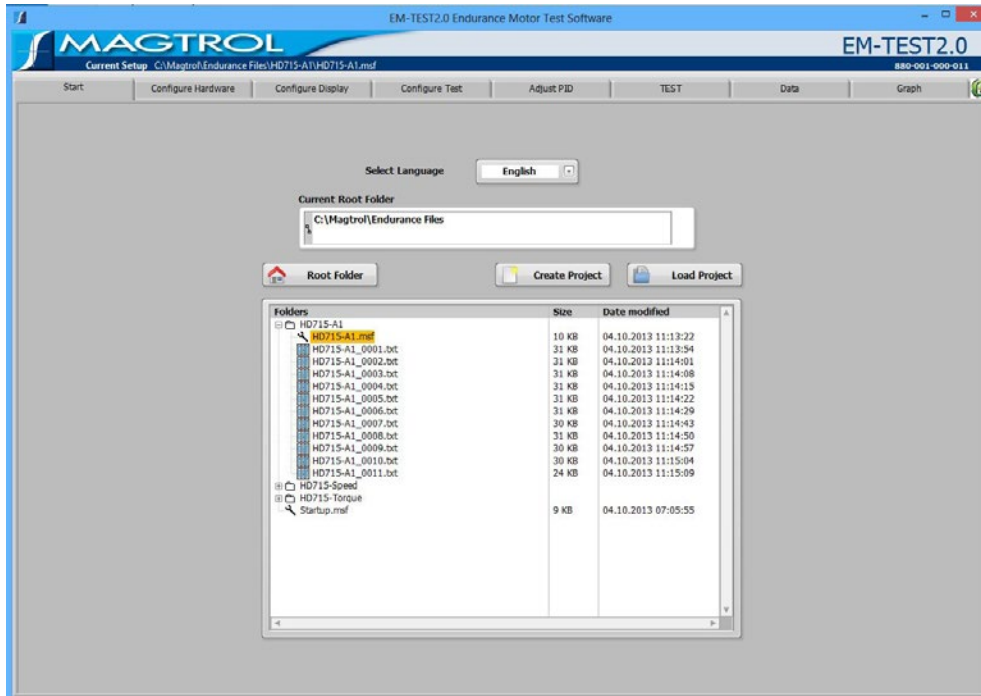 EM-TEST2.0 Endurance Motor Test Software
MAGTROL
EM-TEST2.0
Current Setup C:\Magtrol\Endurance Files\HD715-A1\HD715-A1.msf
880-001-000-011
Start Configure Hardware Configure Display Configure Test Adjust PID TEST Data Graph
Select Language English
Current Root Folder
C:\Magtrol\Endurance Files
Root Folder Create Project Load Project
Folders Size Date modified
HD715-A1
HD715-A1.msf 10 KB 04.10.2013 11:13:22
HD715-A1_0001.txt 31 KB 04.10.2013 11:13:54
HD715-A1_0002.txt 31 KB 04.10.2013 11:14:01
HD715-A1_0003.txt 31 KB 04.10.2013 11:14:08
HD715-A1_0004.txt 31 KB 04.10.2013 11:14:15
HD715-A1_0005.txt 31 KB 04.10.2013 11:14:22
HD715-A1_0006.txt 31 KB 04.10.2013 11:14:29
HD715-A1_0007.txt 30 KB 04.10.2013 11:14:43
HD715-A1_0008.txt 31 KB 04.10.2013 11:14:50
HD715-A1_0009.txt 30 KB 04.10.2013 11:14:57
HD715-A1_0010.txt 30 KB 04.10.2013 11:15:04
HD715-A1_0011.txt 24 KB 04.10.2013 11:15:09
HD715-Speed
HD715-Torque
Startup.msf 9 KB 04.10.2013 07:05:55